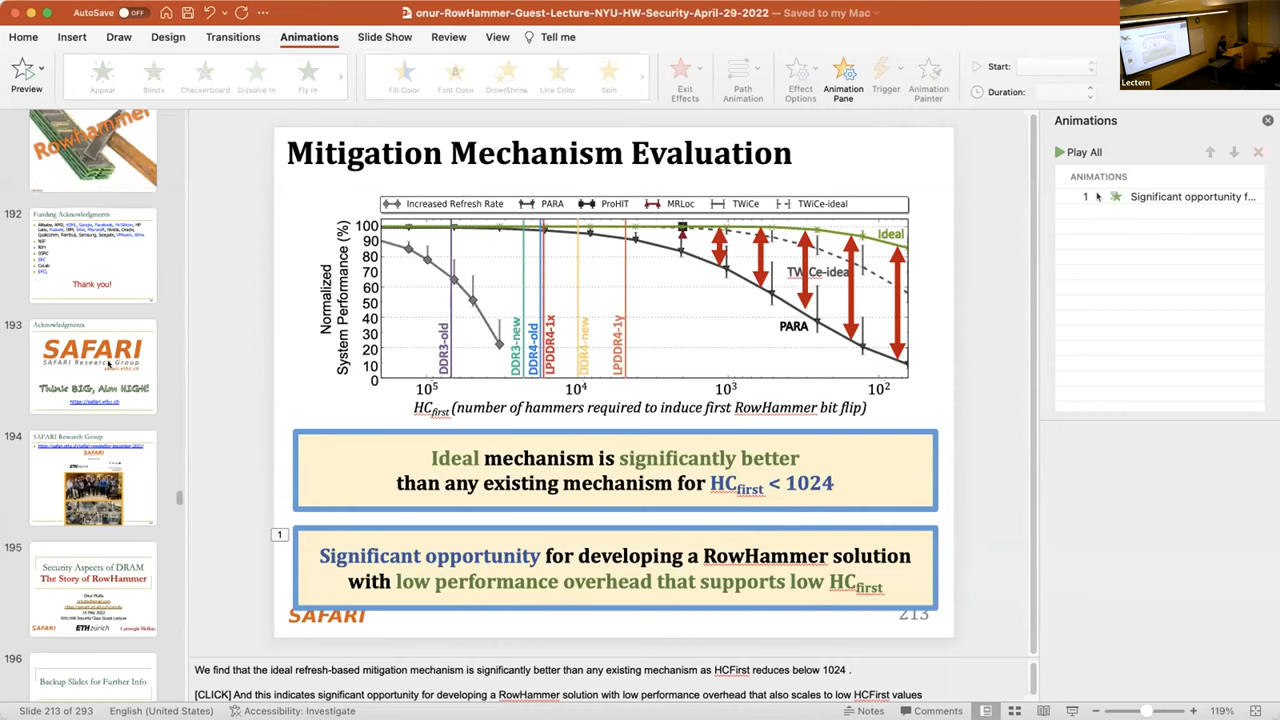 AutoSave OFF
onur-RowHammer-Guest-Lecture-NYU-HW-Security-April-29-2022 — Saved to my Mac
Home Insert Draw Design Transitions Animations Slide Show Review View Tell me
Preview
Appear Blinds Checkerboard Dissolve In Fly In
Fill Color Font Color Grow/Shrink Line Color Spin
Exit Effects
Path Animation
Effect Options
Animation Pane
Trigger
Animation Painter
Start:
Duration:
Lectern
Rowhammer
192
Funding Acknowledgments
Thank you!
193
Acknowledgments
SAFARI
SAFARI Research Group
safari.ethz.ch
Think BIG, Aim HIGH!
https://safari.ethz.ch
194
SAFARI Research Group
195
Security Aspects of DRAM
The Story of RowHammer
Onur Mutlu
SAFARI ETH zürich Carnegie Mellon
196
Backup Slides for Further Info
Mitigation Mechanism Evaluation
Increased Refresh Rate PARA ProHIT MRLoc TWiCe TWiCe-ideal
Normalized
System Performance (%)
100
90
80
70
60
50
40
30
20
10
0
DDR3-old
DDR3-new
DDR4-old
LPDDR4-1x
DDR4-new
LPDDR4-1y
Ideal
TWiCe-ideal
PARA
10⁵ 10⁴ 10³ 10²
HCfirst (number of hammers required to induce first RowHammer bit flip)
Ideal mechanism is significantly better
than any existing mechanism for HCfirst < 1024
1
Significant opportunity for developing a RowHammer solution
with low performance overhead that supports low HCfirst
SAFARI
213
Animations
Play All
ANIMATIONS
1 Significant opportunity f...
We find that the ideal refresh-based mitigation mechanism is significantly better than any existing mechanism as HCFirst reduces below 1024 .
[CLICK] And this indicates significant opportunity for developing a RowHammer solution with low performance overhead that also scales to low HCFirst values
Slide 213 of 293 English (United States) Accessibility: Investigate Notes Comments 119%